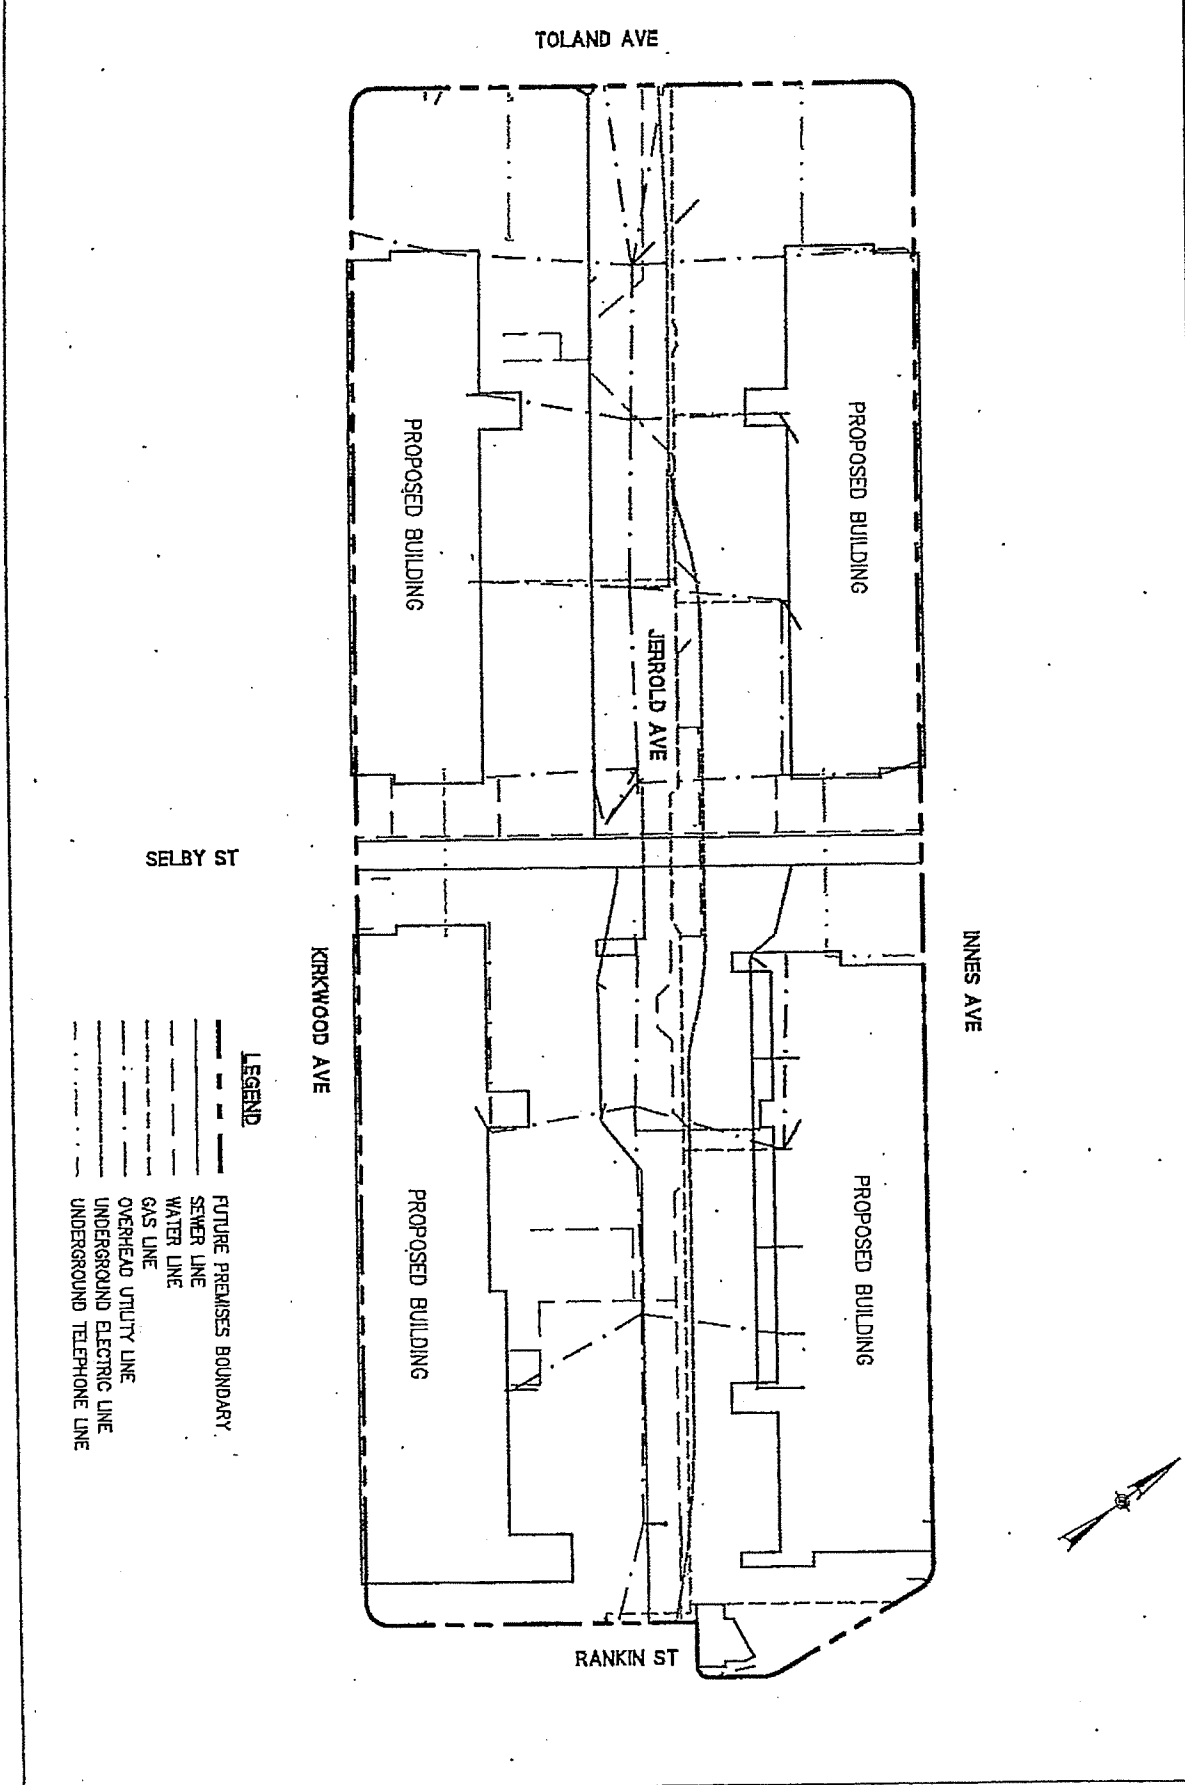 TOLAND AVE
PROPOSED BUILDING
PROPOSED BUILDING
JERROLD AVE
SELBY ST
KIRKWOOD AVE
INNES AVE
PROPOSED BUILDING
PROPOSED BUILDING
RANKIN ST
LEGEND
FUTURE PREMISES BOUNDARY
SEWER LINE
WATER LINE
GAS LINE
OVERHEAD UTILITY LINE
UNDERGROUND ELECTRIC LINE
UNDERGROUND TELEPHONE LINE